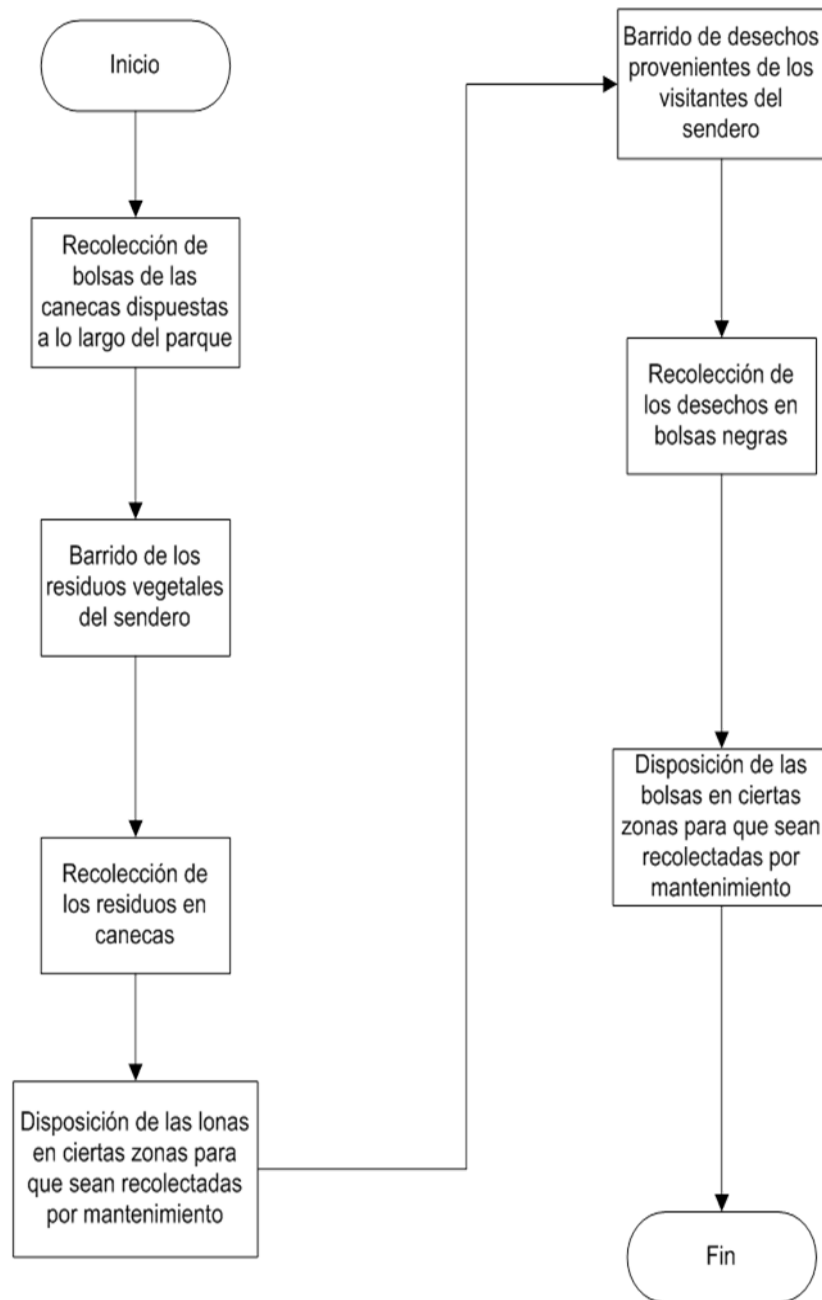 Inicio
Recolección de
bolsas de las
canecas dispuestas
a lo largo del parque
Barrido de los
residuos vegetales
del sendero
Recolección de
los residuos en
canecas
Disposición de las lonas
en ciertas zonas para
que sean recolectadas
por mantenimiento
Barrido de desechos
provenientes de los
visitantes del
sendero
Recolección de
los desechos en
bolsas negras
Disposición de las
bolsas en ciertas
zonas para que sean
recolectadas por
mantenimiento
Fin